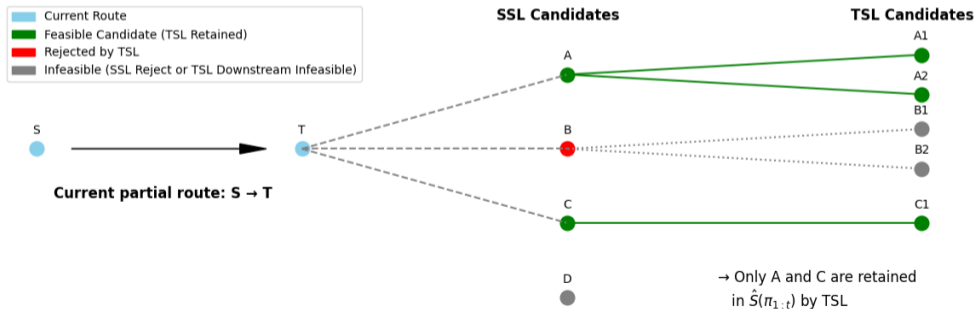 Current Route
Feasible Candidate (TSL Retained)
Rejected by TSL
Infeasible (SSL Reject or TSL Downstream Infeasible)
SSL Candidates
TSL Candidates
S
T
Current partial route: S → T
A
B
C
D
A1
A2
B1
B2
C1
→ Only A and C are retained
in Ŝ(π₁:ₜ) by TSL